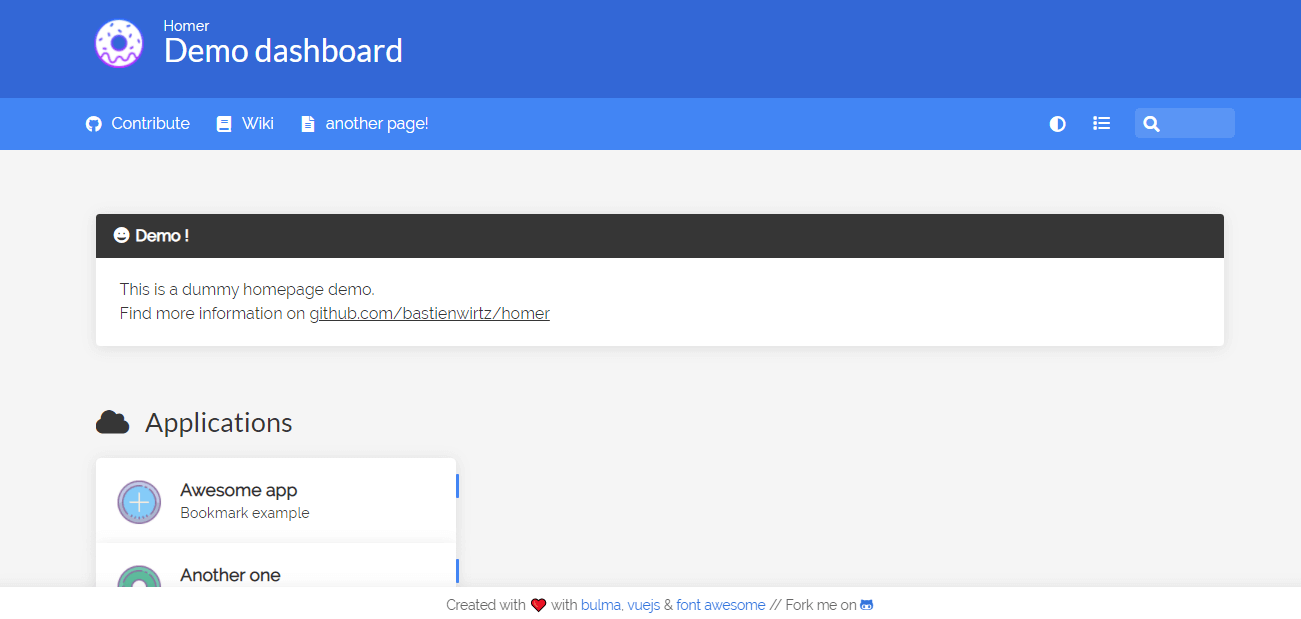 Homer
Demo dashboard
Contribute Wiki another page!
Demo !
This is a dummy homepage demo.
Find more information on github.com/bastienwirtz/homer
Applications
Awesome app
Bookmark example
Another one
Created with with bulma, vuejs & font awesome // Fork me on